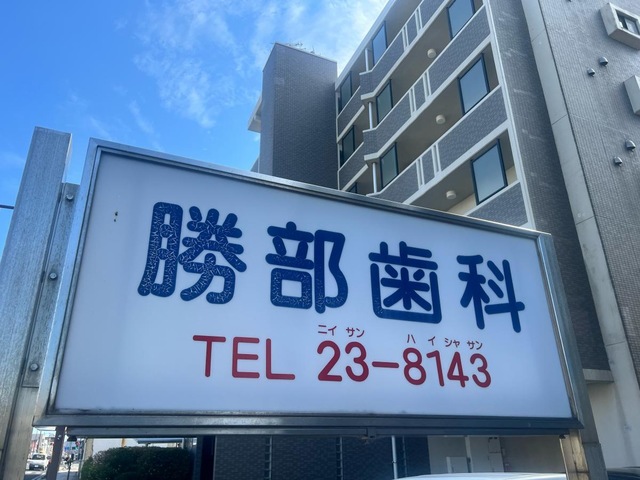 勝部歯科
ニイ サン ハ イ シャ サン
TEL 23-8143